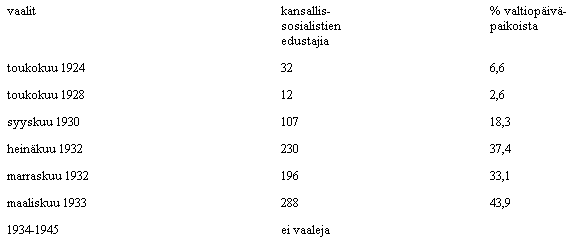 vaalit kansallis- % valtiopäivä-
sosialistien paikoista
edustajia
toukokuu 1924 32 6,6
toukokuu 1928 12 2,6
syyskuu 1930 107 18,3
heinäkuu 1932 230 37,4
marraskuu 1932 196 33,1
maaliskuu 1933 288 43,9
1934-1945 ei vaaleja